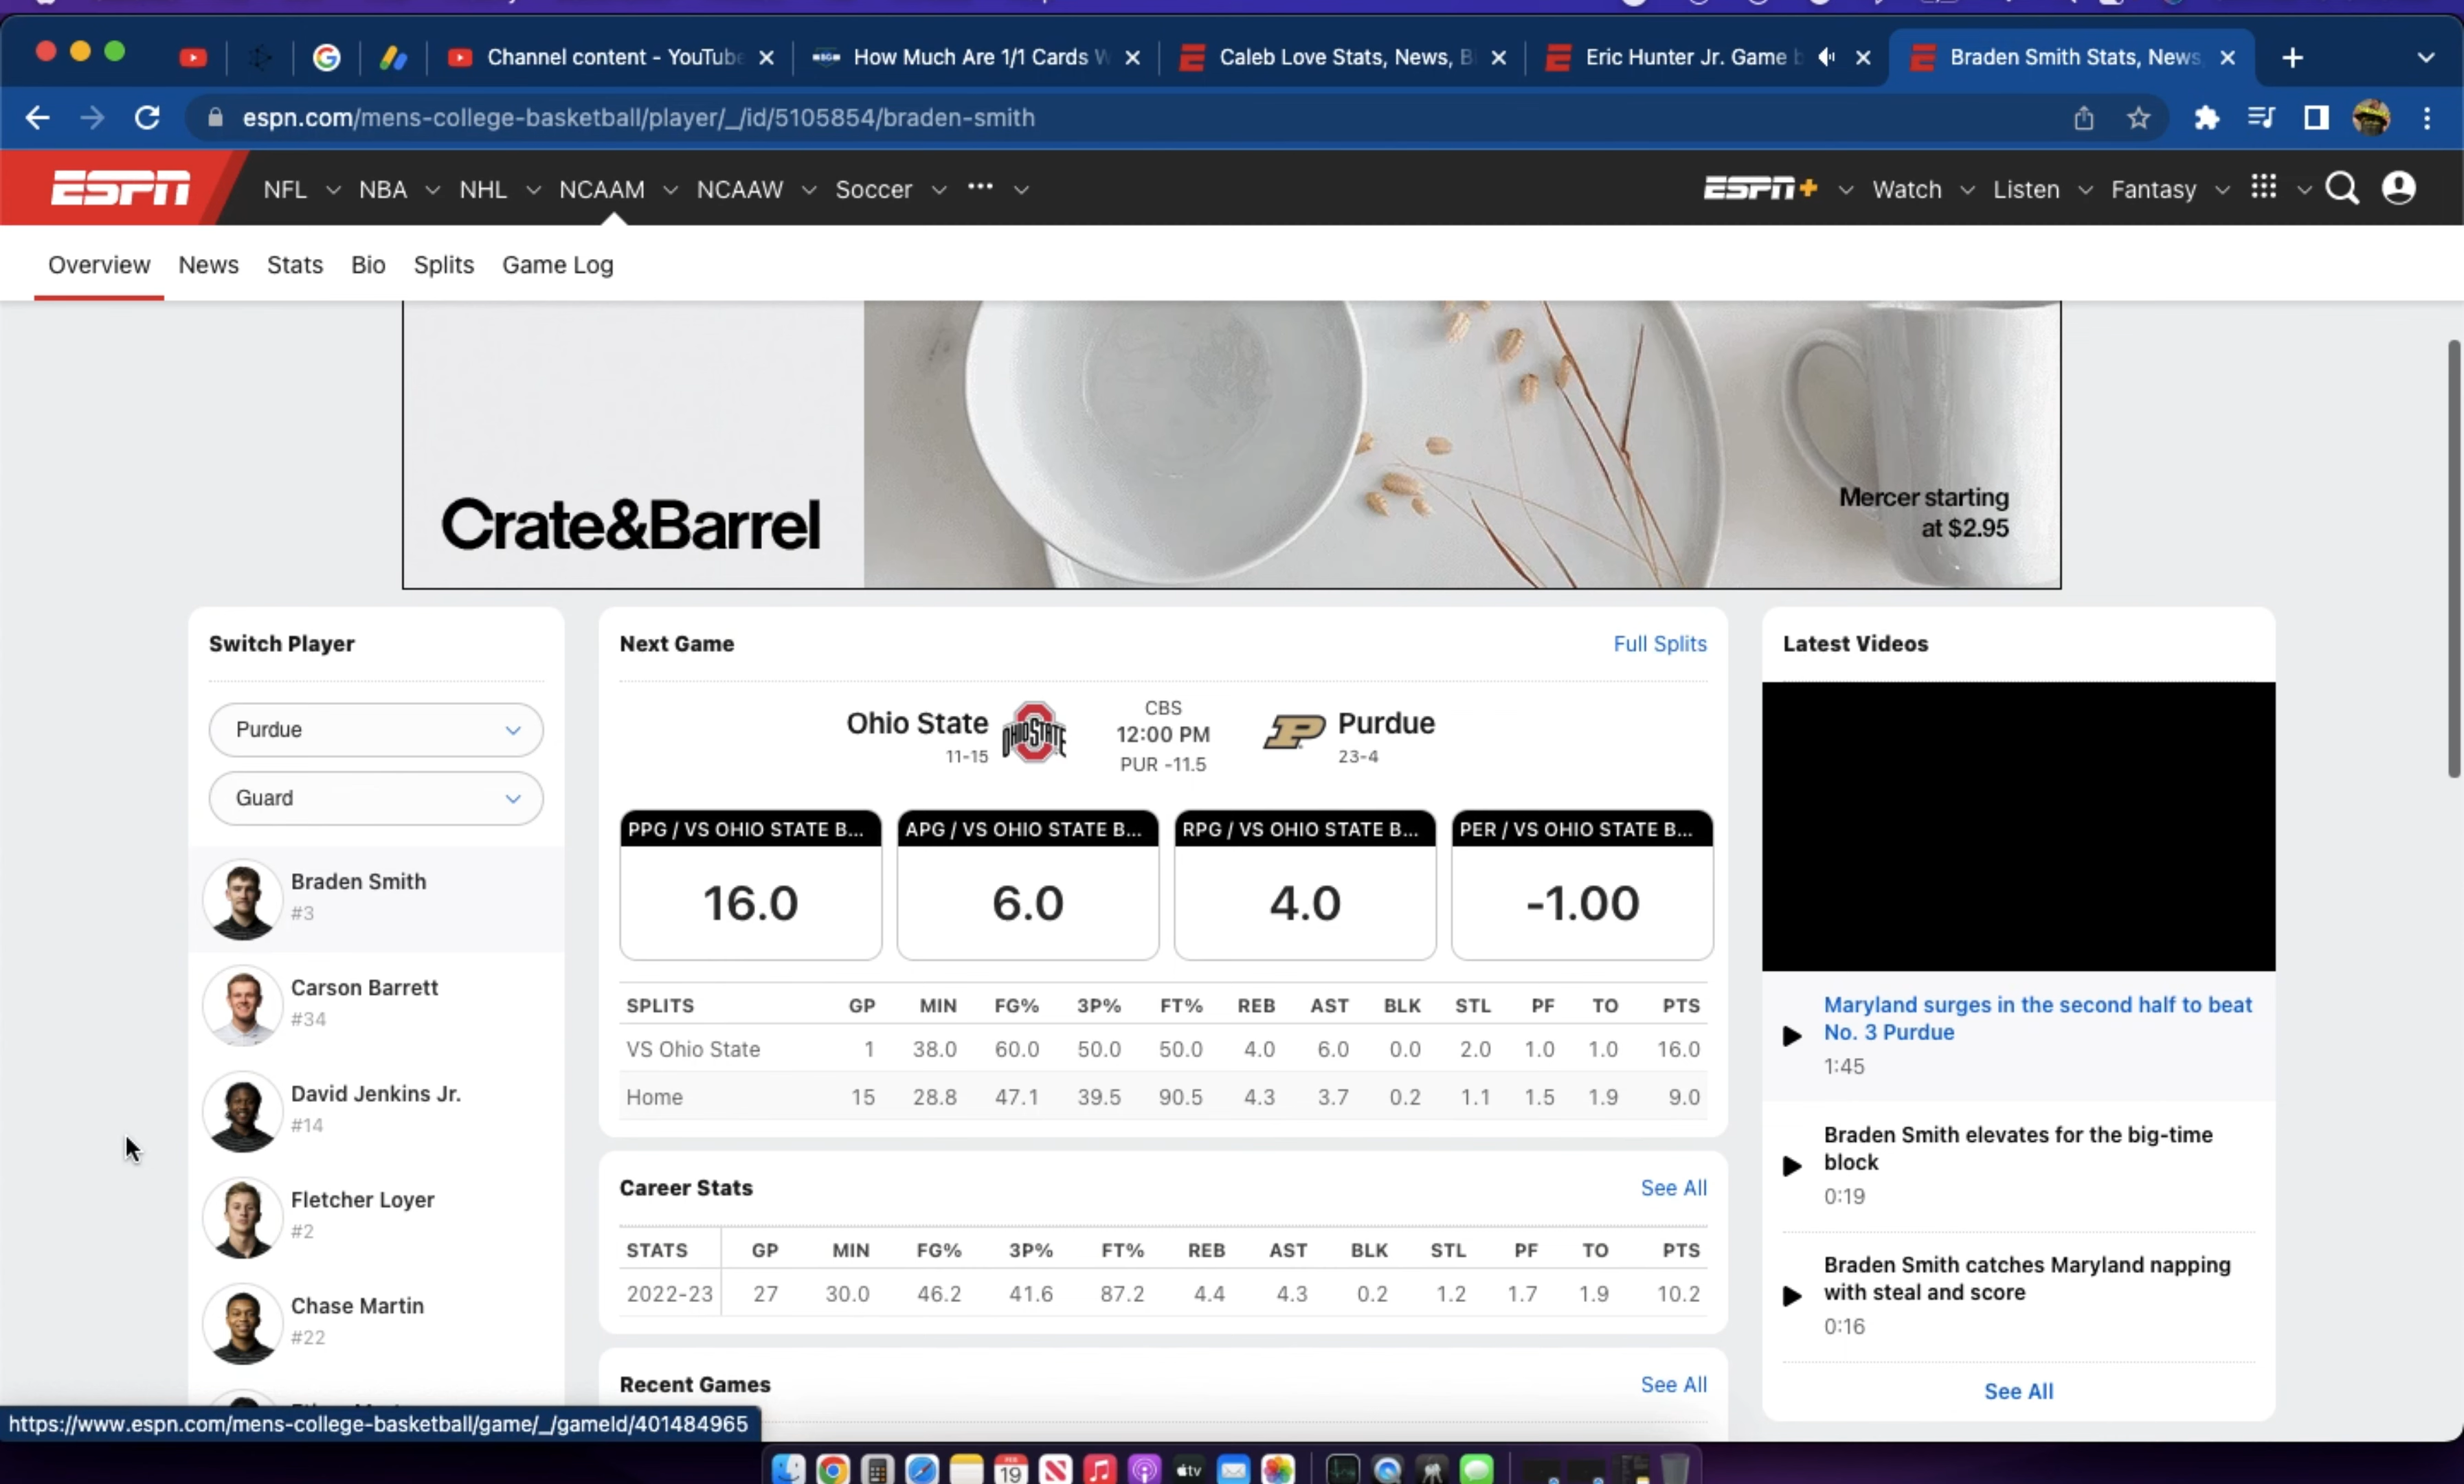 Channel content - YouTube
How Much Are 1/1 Cards W
Caleb Love Stats, News, B
Eric Hunter Jr. Game b
Braden Smith Stats, News,
espn.com/mens-college-basketball/player/_/id/5105854/braden-smith
ESPN NFL NBA NHL NCAAM NCAAW Soccer ••• ESPN+ Watch Listen Fantasy
Overview News Stats Bio Splits Game Log
Crate&Barrel
Mercer starting
at $2.95
Switch Player
Purdue
Guard
Braden Smith
#3
Carson Barrett
#34
David Jenkins Jr.
#14
Fletcher Loyer
#2
Chase Martin
#22
Next Game Full Splits
Ohio State
11-15
OHIO STATE
CBS
12:00 PM
PUR -11.5
P
Purdue
23-4
PPG / VS OHIO STATE B... APG / VS OHIO STATE B... RPG / VS OHIO STATE B... PER / VS OHIO STATE B...
16.0 6.0 4.0 -1.00
SPLITS GP MIN FG% 3P% FT% REB AST BLK STL PF TO PTS
VS Ohio State 1 38.0 60.0 50.0 50.0 4.0 6.0 0.0 2.0 1.0 1.0 16.0
Home 15 28.8 47.1 39.5 90.5 4.3 3.7 0.2 1.1 1.5 1.9 9.0
Career Stats See All
STATS GP MIN FG% 3P% FT% REB AST BLK STL PF TO PTS
2022-23 27 30.0 46.2 41.6 87.2 4.4 4.3 0.2 1.2 1.7 1.9 10.2
Recent Games See All
Latest Videos
Maryland surges in the second half to beat
No. 3 Purdue
1:45
Braden Smith elevates for the big-time
block
0:19
Braden Smith catches Maryland napping
with steal and score
0:16
See All
https://www.espn.com/mens-college-basketball/game/_/gameId/401484965
FEB
19
tv